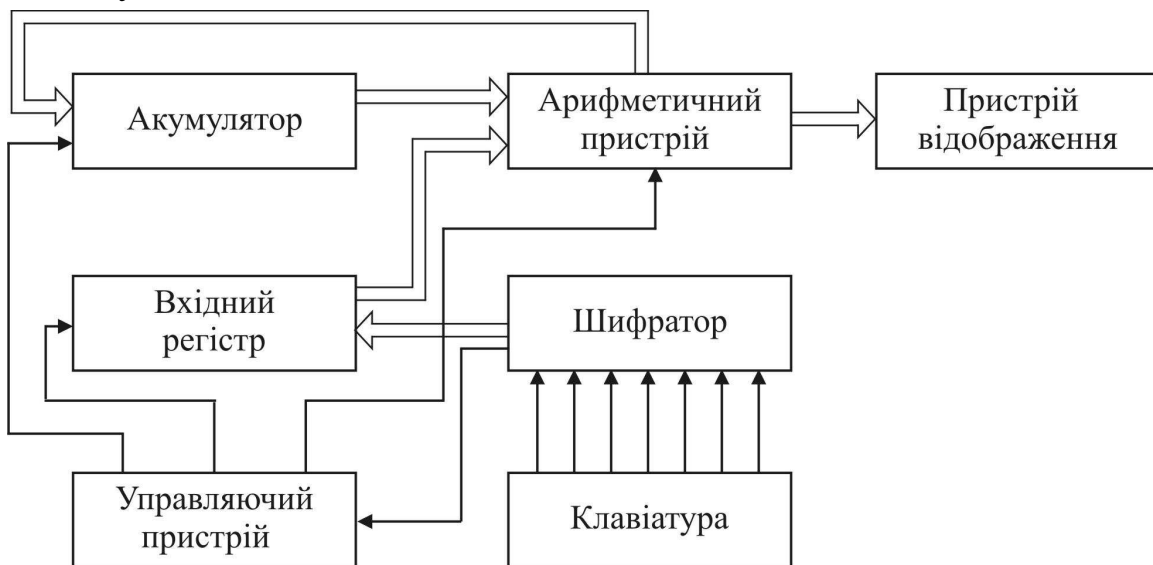 Акумулятор
Арифметичний
пристрій
Пристрій
відображення
Вхідний
регістр
Шифратор
Управляючий
пристрій
Клавіатура